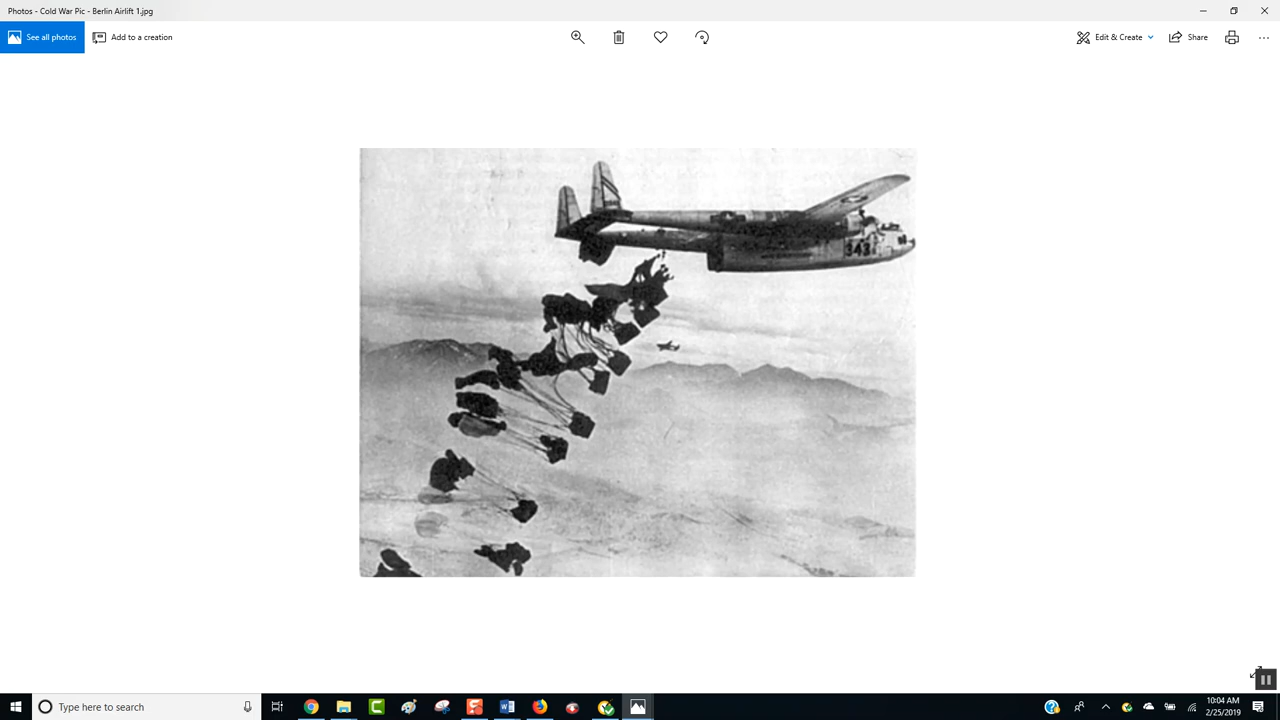 Photos - Cold War Pic - Berlin Airlift 1.jpg
See all photos
Add to a creation
Edit & Create
Share
343
Type here to search
10:04 AM
2/25/2019